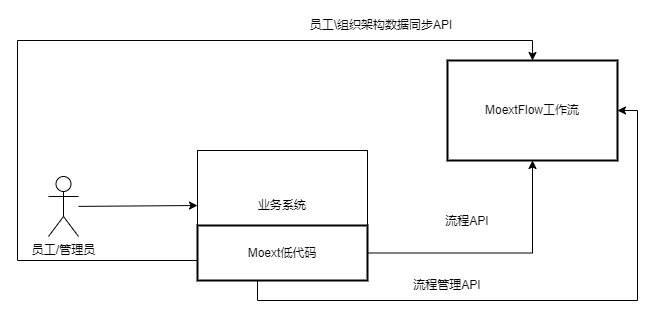 员工\组织架构数据同步API
MoextFlow工作流
业务系统
流程API
员工/管理员
Moext低代码
流程管理API